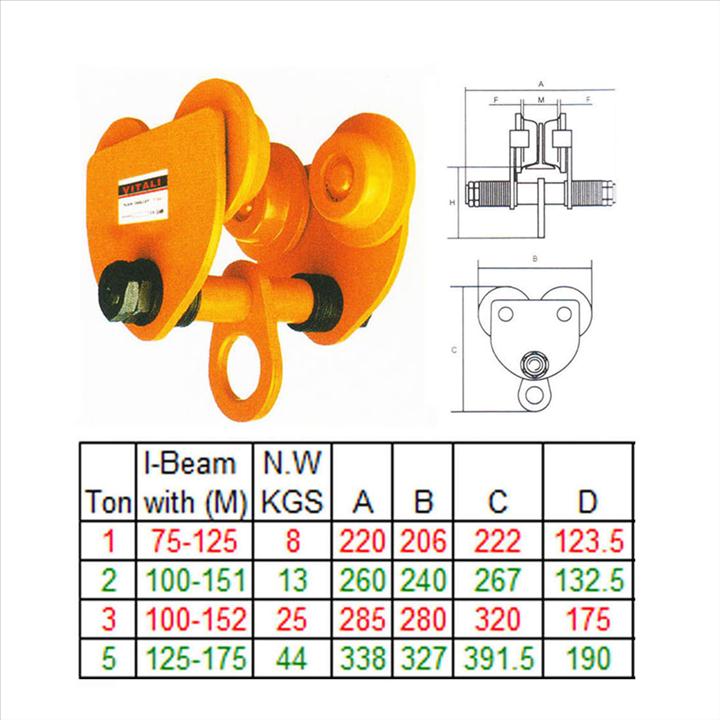 VITALI
A
F M F
H
B
C
I-Beam N.W
Ton with (M) KGS A B C D
1 75-125 8 220 206 222 123.5
2 100-151 13 260 240 267 132.5
3 100-152 25 285 280 320 175
5 125-175 44 338 327 391.5 190